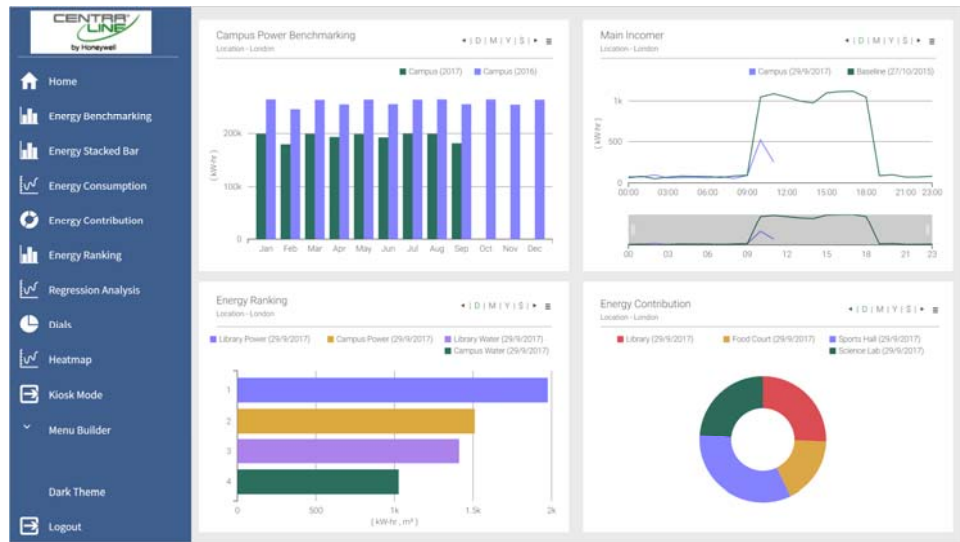 CENTRA
LINE
by Honeywell
Home
Energy Benchmarking
Energy Stacked Bar
Energy Consumption
Energy Contribution
Energy Ranking
Regression Analysis
Dials
Heatmap
Kiosk Mode
Menu Builder
Dark Theme
Logout
Campus Power Benchmarking
Location - London
| D | M | Y | S |
Campus (2017) Campus (2016)
( kW-hr )
200k
100k
0
Jan Feb Mar Apr May Jun Jul Aug Sep Oct Nov Dec
Main Incomer
Location - London
| D | M | Y | S |
Campus (29/9/2017) Baseline (27/10/2015)
( kW-hr )
1k
500
0
00:00 03:00 06:00 09:00 12:00 15:00 18:00 21:00 23:00
00 03 06 09 12 15 18 21 23
Energy Ranking
Location - London
| D | M | Y | S |
Library Power (29/9/2017) Campus Power (29/9/2017) Library Water (29/9/2017)
Campus Water (29/9/2017)
1
2
3
4
0 500 1k 1.5k 2k
( kW-hr , m³ )
Energy Contribution
Location - London
| D | M | Y | S |
Library (29/9/2017) Food Court (29/9/2017) Sports Hall (29/9/2017)
Science Lab (29/9/2017)